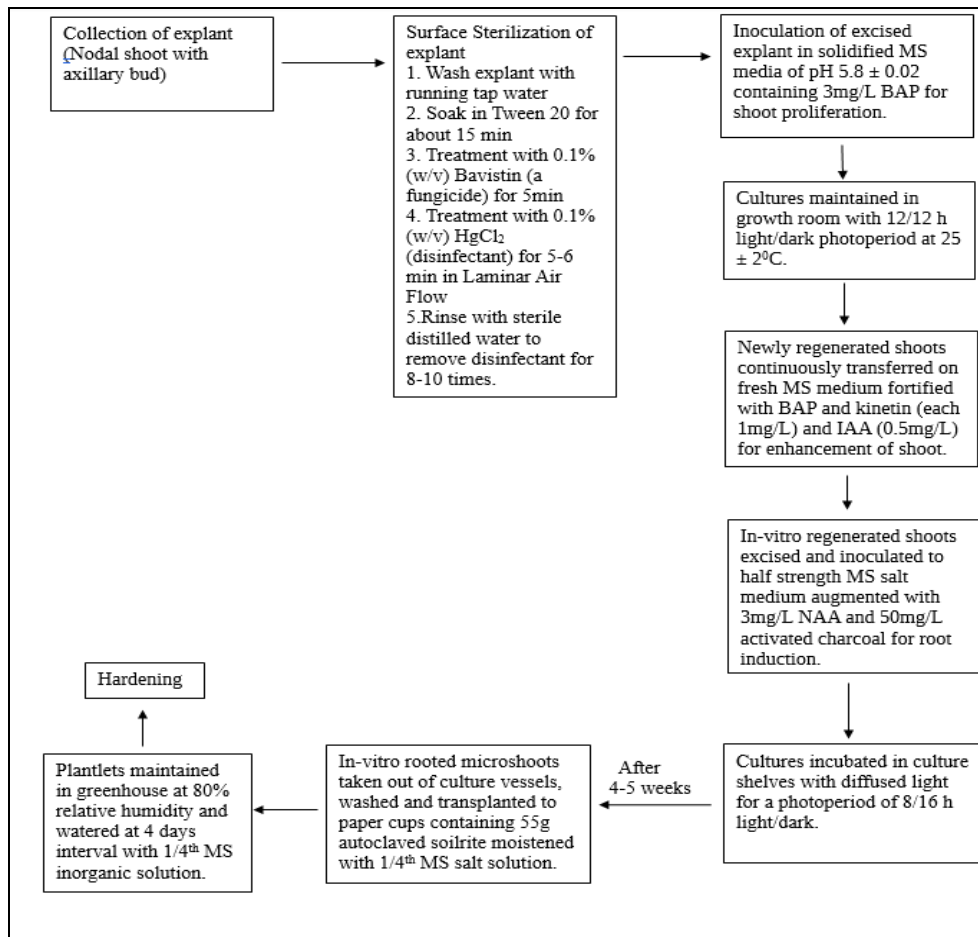 Collection of explant
(Nodal shoot with
axillary bud)
Surface Sterilization of
explant
1. Wash explant with
running tap water
2. Soak in Tween 20 for
about 15 min
3. Treatment with 0.1%
(w/v) Bavistin (a
fungicide) for 5min
4. Treatment with 0.1%
(w/v) HgCl₂
(disinfectant) for 5-6
min in Laminar Air
Flow
5.Rinse with sterile
distilled water to
remove disinfectant for
8-10 times.
Inoculation of excised
explant in solidified MS
media of pH 5.8 ± 0.02
containing 3mg/L BAP for
shoot proliferation.
Cultures maintained in
growth room with 12/12 h
light/dark photoperiod at 25
± 2⁰C.
Newly regenerated shoots
continuously transferred on
fresh MS medium fortified
with BAP and kinetin (each
1mg/L) and IAA (0.5mg/L)
for enhancement of shoot.
In-vitro regenerated shoots
excised and inoculated to
half strength MS salt
medium augmented with
3mg/L NAA and 50mg/L
activated charcoal for root
induction.
Cultures incubated in culture
shelves with diffused light
for a photoperiod of 8/16 h
light/dark.
After
4-5 weeks
In-vitro rooted microshoots
taken out of culture vessels,
washed and transplanted to
paper cups containing 55g
autoclaved soilrite moistened
with 1/4ᵗʰ MS salt solution.
Plantlets maintained
in greenhouse at 80%
relative humidity and
watered at 4 days
interval with 1/4ᵗʰ MS
inorganic solution.
Hardening